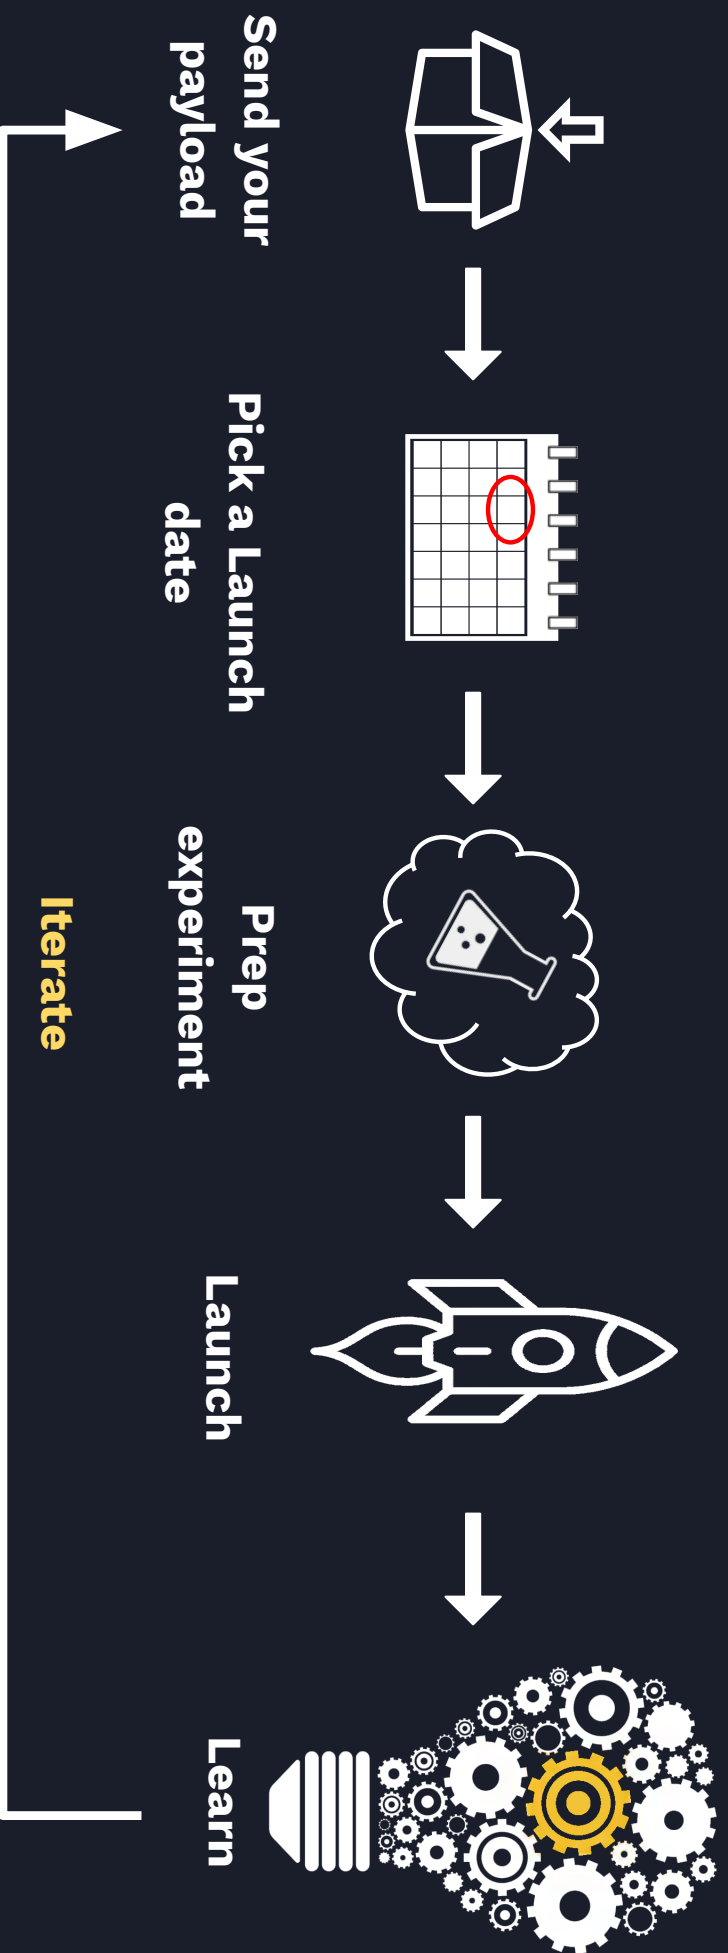 Send your
payload
Pick a Launch
date
Prep
experiment
Launch
Learn
Iterate